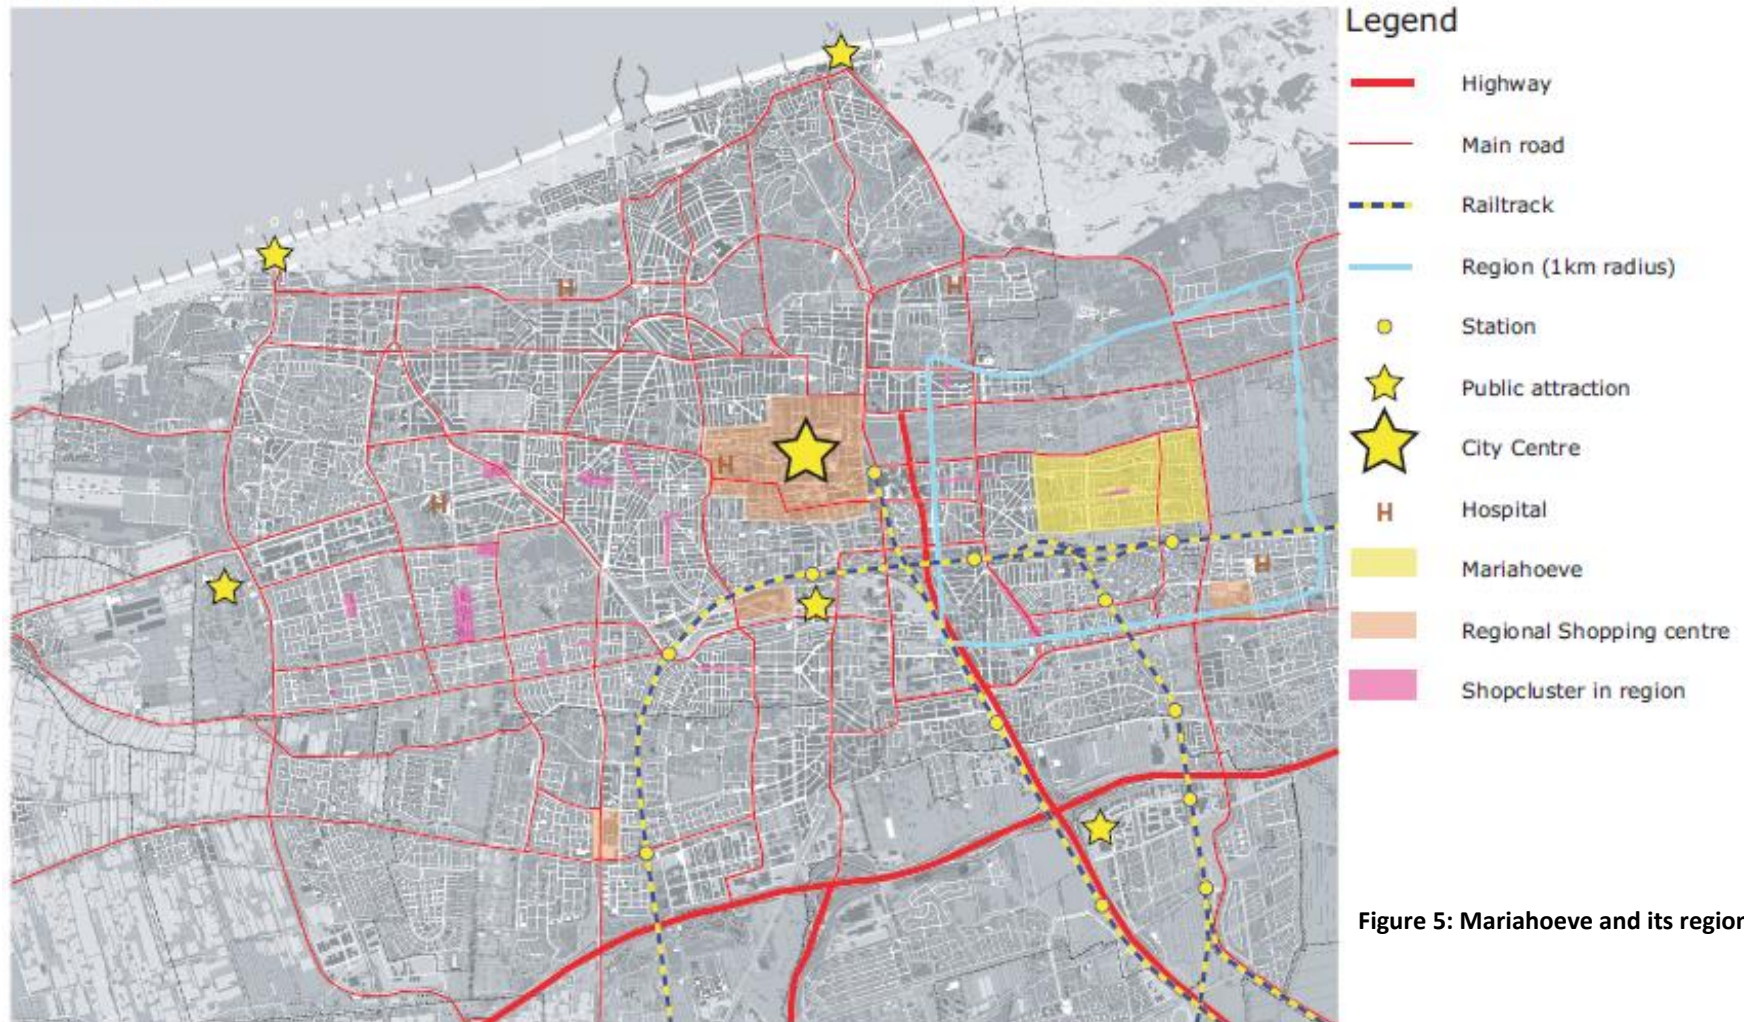 Legend
Highway
Main road
Railtrack
Region (1km radius)
Station
Public attraction
City Centre
H
Hospital
Mariahoeve
Regional Shopping centre
Shopcluster in region
H
H
H
H
H
Figure 5: Mariahoeve and its region